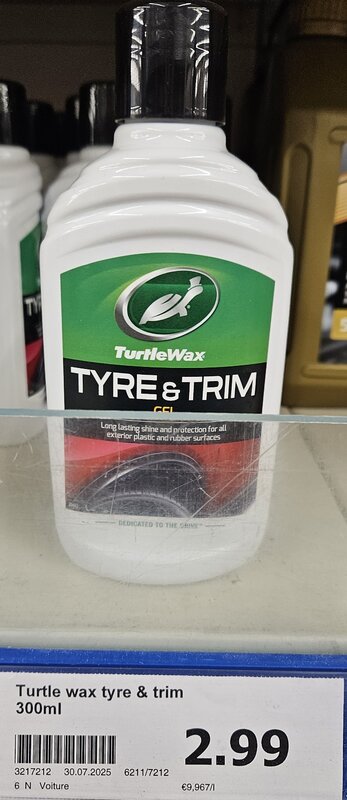 TurtleWax
TYRE & TRIM
GEL
Long lasting shine and protection for all
exterior plastic and rubber surfaces
DEDICATED TO THE SHINE
Turtle wax tyre & trim
300ml
2.99
3217212 30.07.2025 6211/7212
6 N Voiture €9,967/l